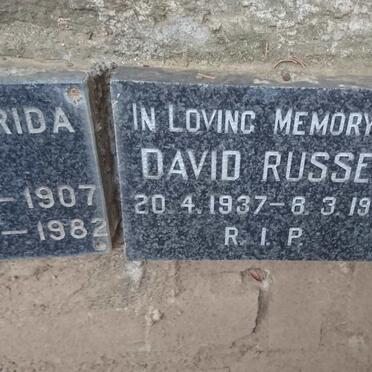 RIDA
-1907
-1982
IN LOVING MEMORY
DAVID RUSSE
20.4.1937-8.3.19
R.I.P.